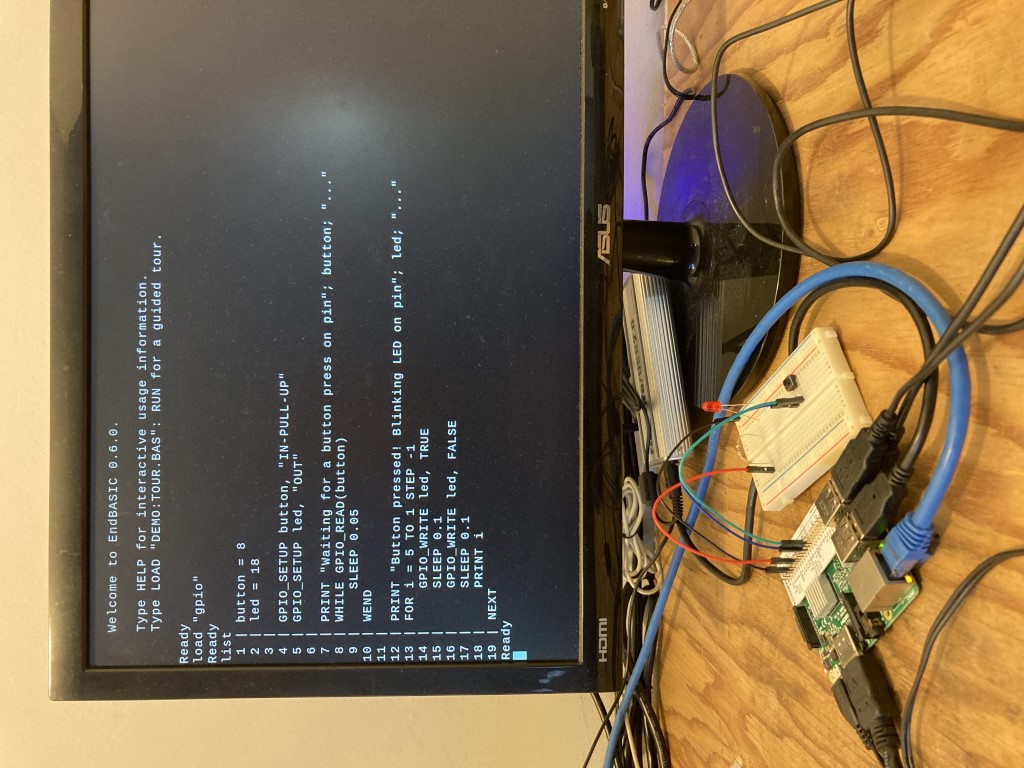 Welcome to EndBASIC 0.6.0.
Type HELP for interactive usage information.
Type LOAD "DEMO:TOUR.BAS": RUN for a guided tour.
Ready
load "gpio"
Ready
list
1 | button = 8
2 | led = 18
3 |
4 | GPIO_SETUP button, "IN-PULL-UP"
5 | GPIO_SETUP led, "OUT"
6 |
7 | PRINT "Waiting for a button press on pin"; button; "..."
8 | WHILE GPIO_READ(button)
9 |     SLEEP 0.05
10 | WEND
11 |
12 | PRINT "Button pressed! Blinking LED on pin"; led; "..."
13 | FOR i = 5 TO 1 STEP -1
14 |     GPIO_WRITE led, TRUE
15 |     SLEEP 0.1
16 |     GPIO_WRITE led, FALSE
17 |     SLEEP 0.1
18 |     PRINT i
19 | NEXT
Ready
HDMI
ASUS